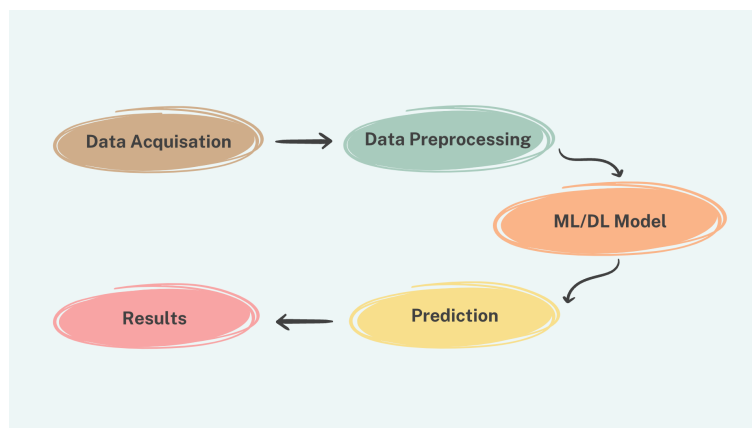 Data Acquisation
Data Preprocessing
ML/DL Model
Prediction
Results